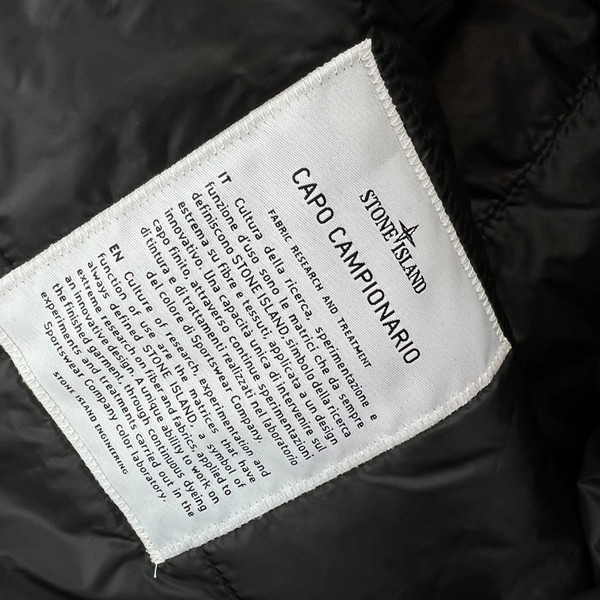 STONE ISLAND
CAPO CAMPIONARIO
FABRIC RESEARCH AND TREATMENT
IT Cultura della ricerca, sperimentazione e
funzione d'uso sono le matrici che da sempre
definiscono STONE ISLAND, simbolo della ricerca
estrema su fibre e tessuti, applicata a un design
innovativo. Una capacità unica di intervenire sul
capo finito, attraverso continue sperimentazioni
di tintura e di trattamenti realizzati nel laboratorio
del colore di Sportswear Company.
EN Culture of research, experimentation and
function of use are the matrices that have
always defined STONE ISLAND, a symbol of
extreme research on fiber and fabrics, applied to
an innovative design. A unique ability to work on
the finished garment, through continuous dyeing
experiments and treatments carried out in the
Sportswear Company color laboratory.
STONE ISLAND ENGINEERING